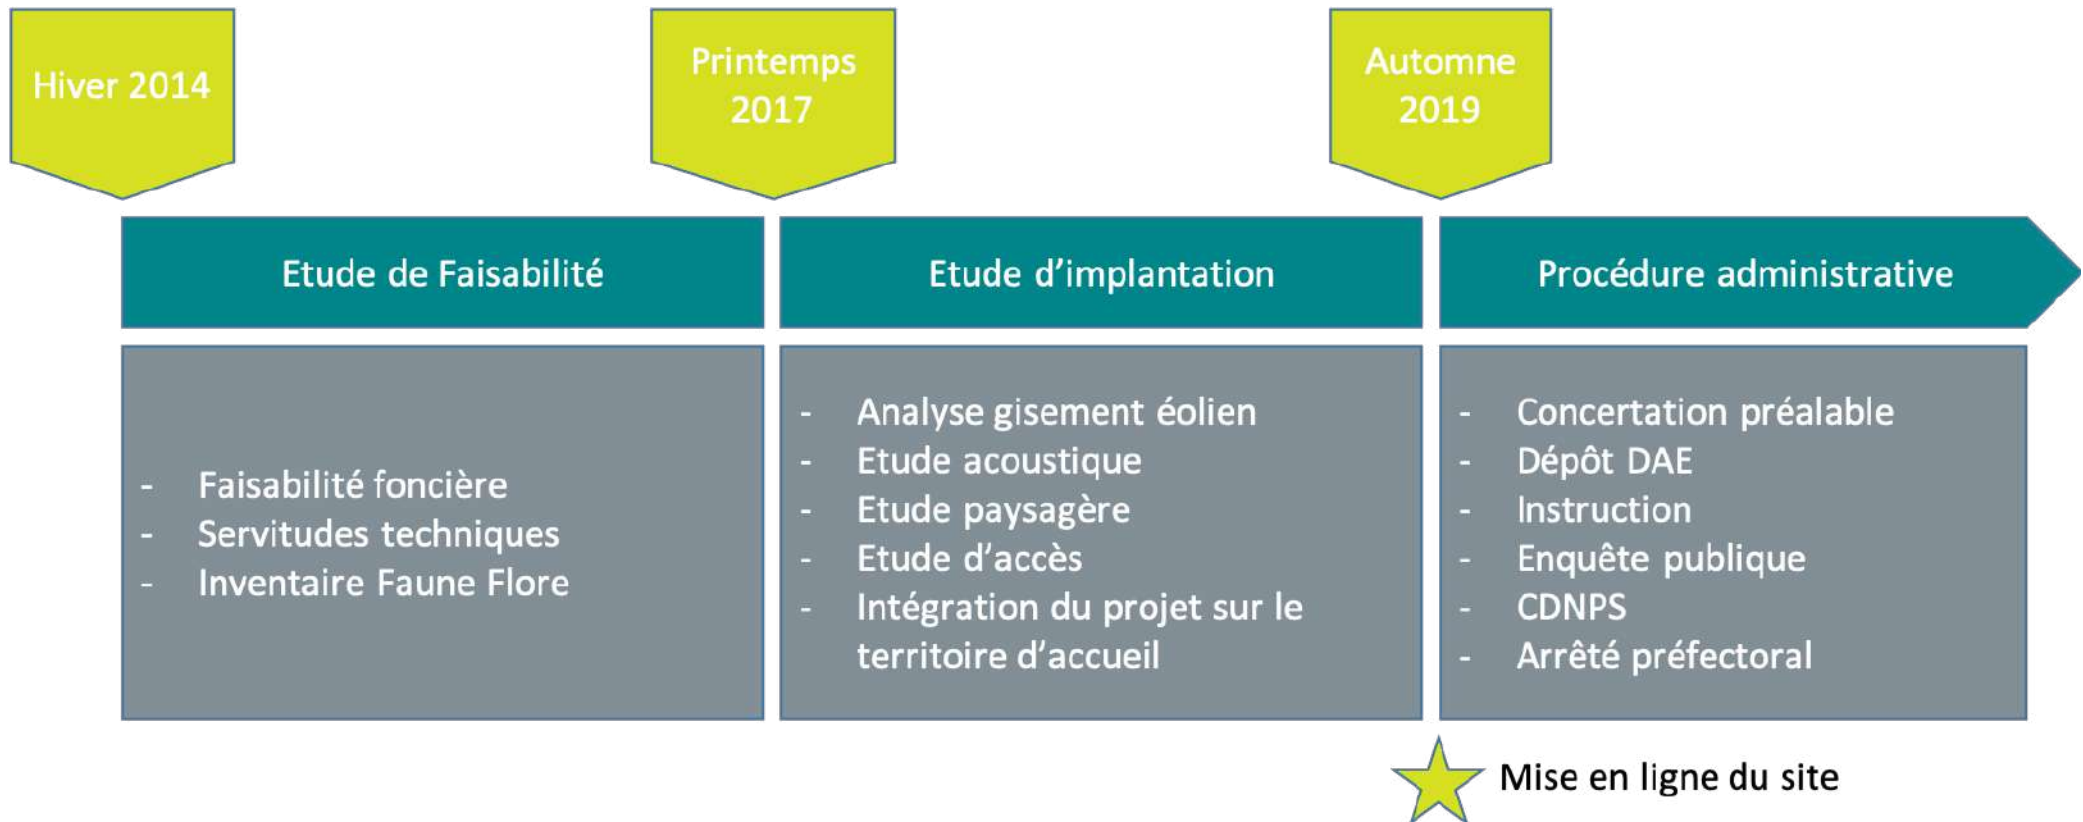 Hiver 2014
Printemps
2017
Automne
2019
Etude de Faisabilité
Etude d’implantation
Procédure administrative
- Faisabilité foncière
- Servitudes techniques
- Inventaire Faune Flore
- Analyse gisement éolien
- Etude acoustique
- Etude paysagère
- Etude d’accès
- Intégration du projet sur le
territoire d’accueil
- Concertation préalable
- Dépôt DAE
- Instruction
- Enquête publique
- CDNPS
- Arrêté préfectoral
Mise en ligne du site